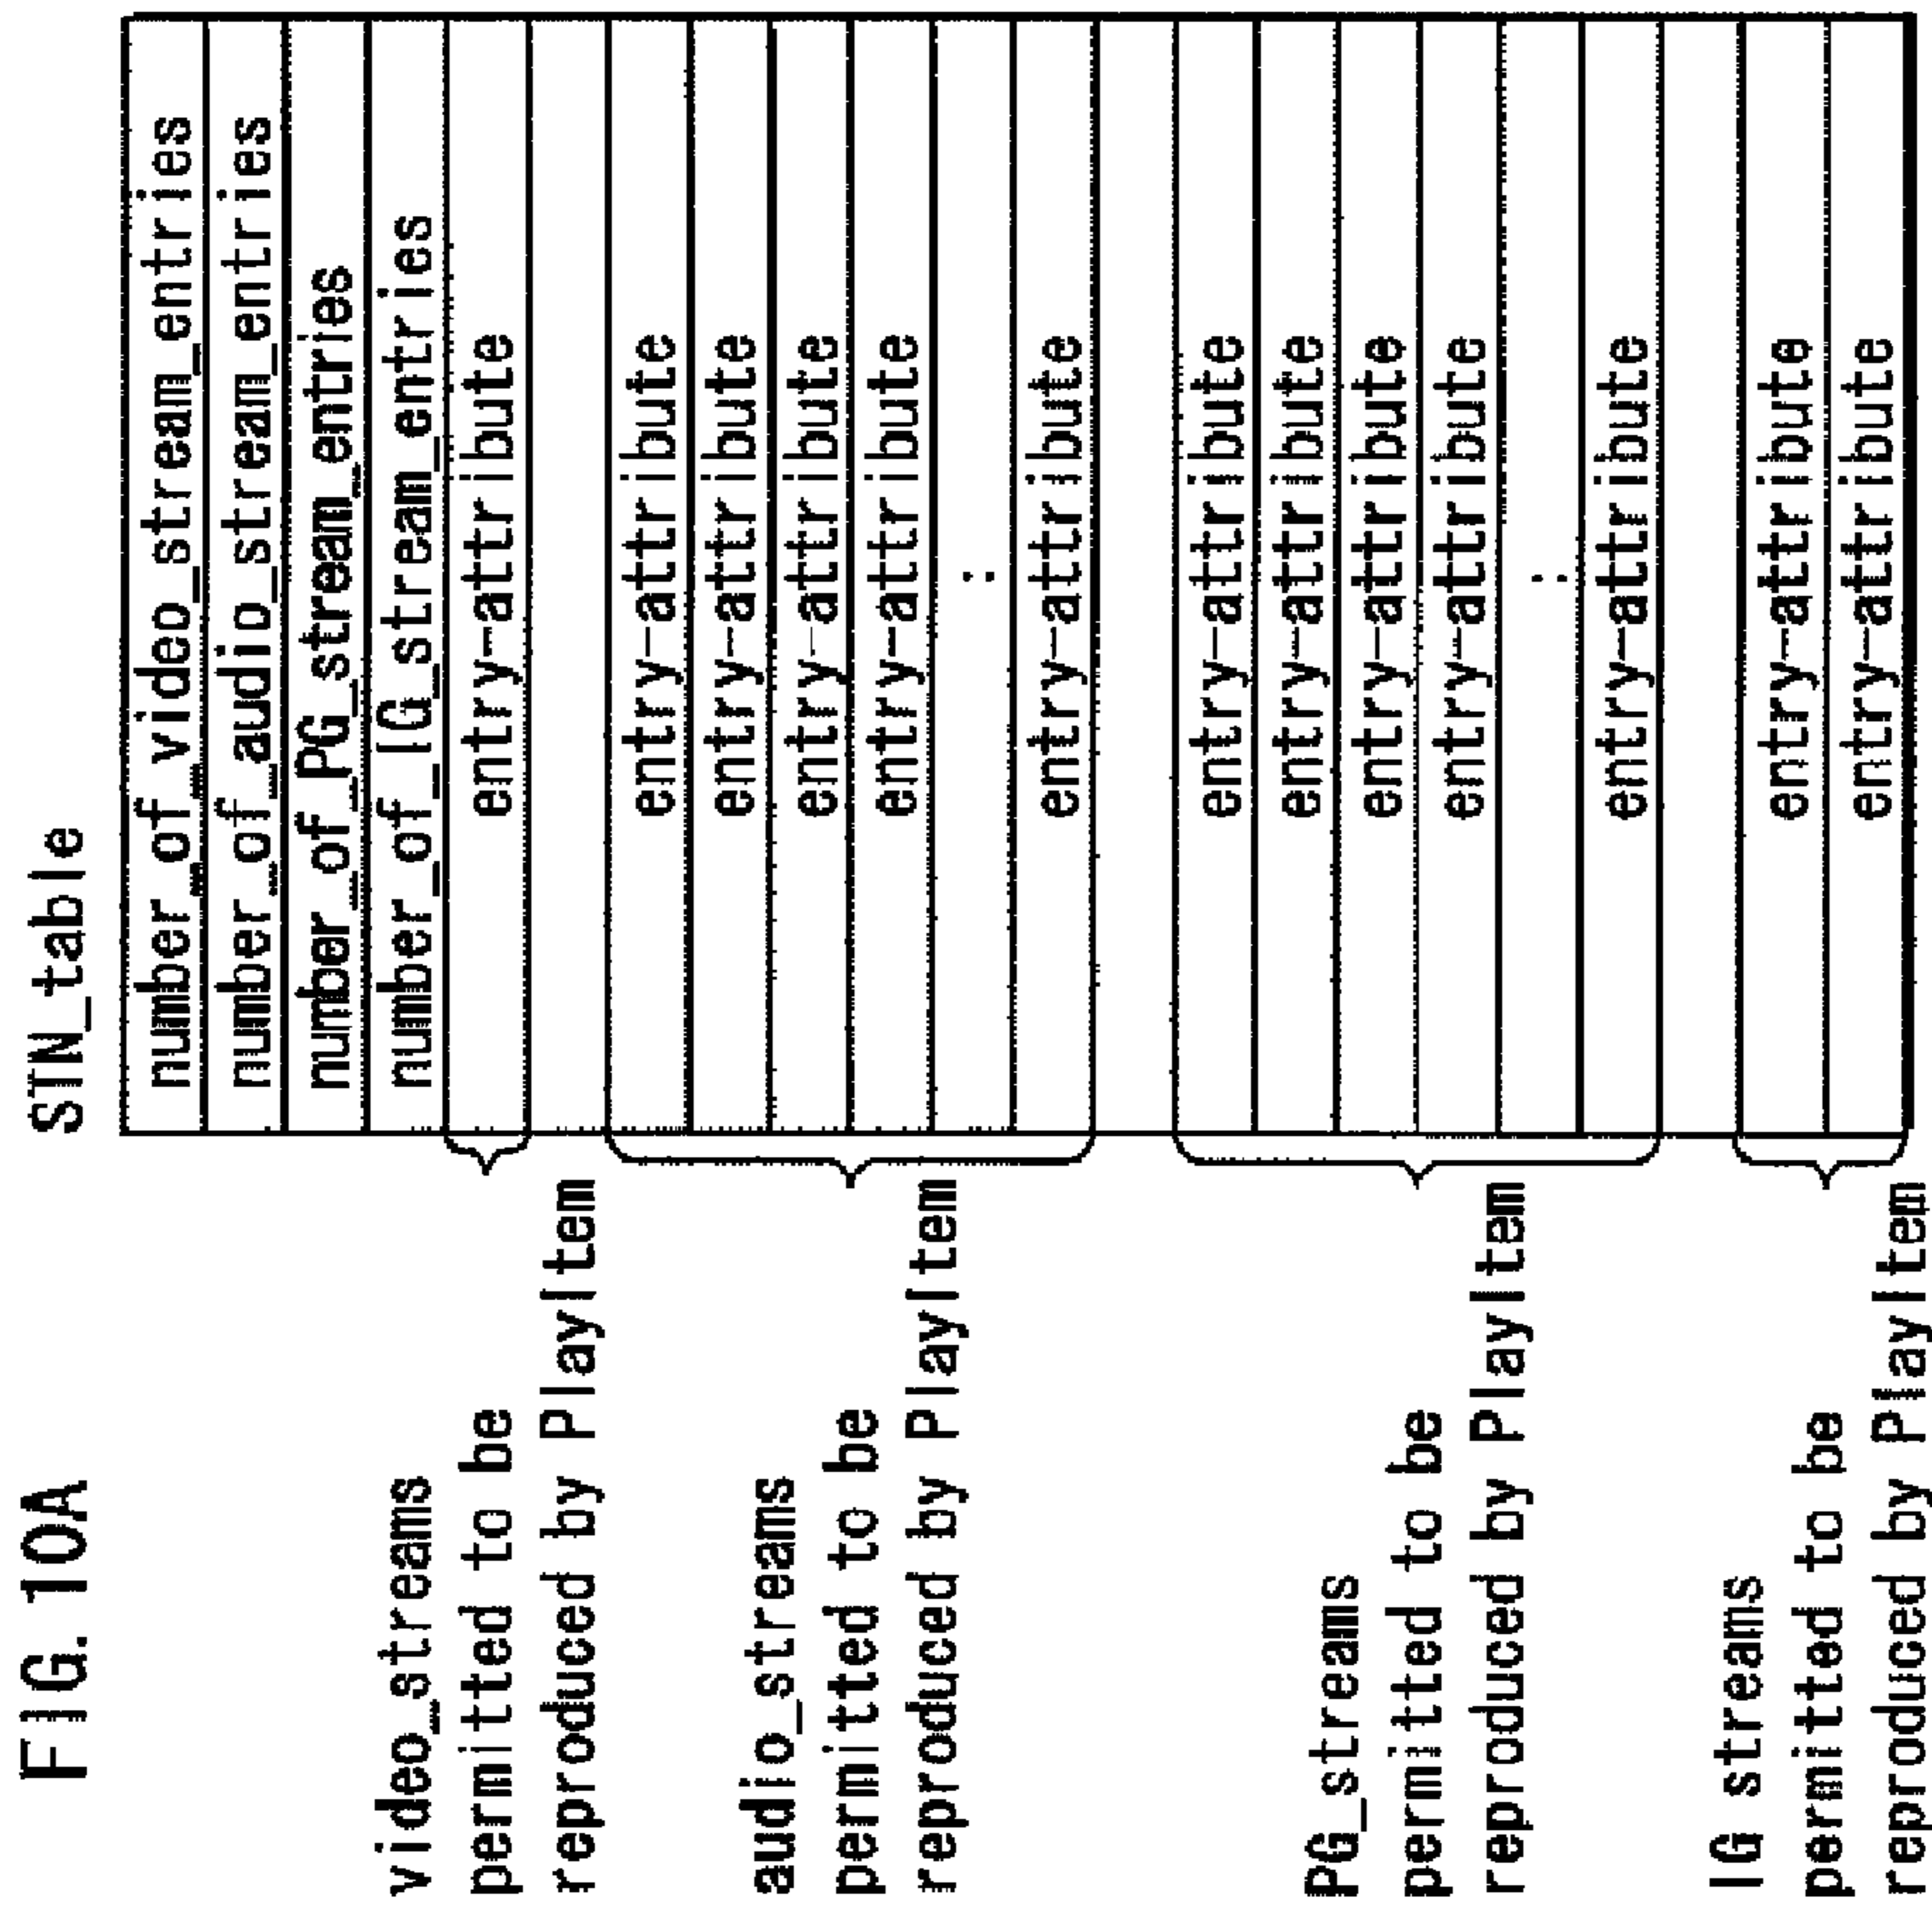 FIG. 10A
STN_table
number_of_video_stream_entries
number_of_audio_stream_entries
number_of_PG_stream_entries
number_of_IG_stream_entries
video_streams
permitted to be
reproduced by PlayItem
entry-attribute
audio_streams
permitted to be
reproduced by PlayItem
entry-attribute
entry-attribute
entry-attribute
entry-attribute
:
entry-attribute
PG_streams
permitted to be
reproduced by PlayItem
entry-attribute
entry-attribute
entry-attribute
entry-attribute
:
entry-attribute
IG streams
permitted to be
reproduced by PlayItem
entry-attribute
entry-attribute